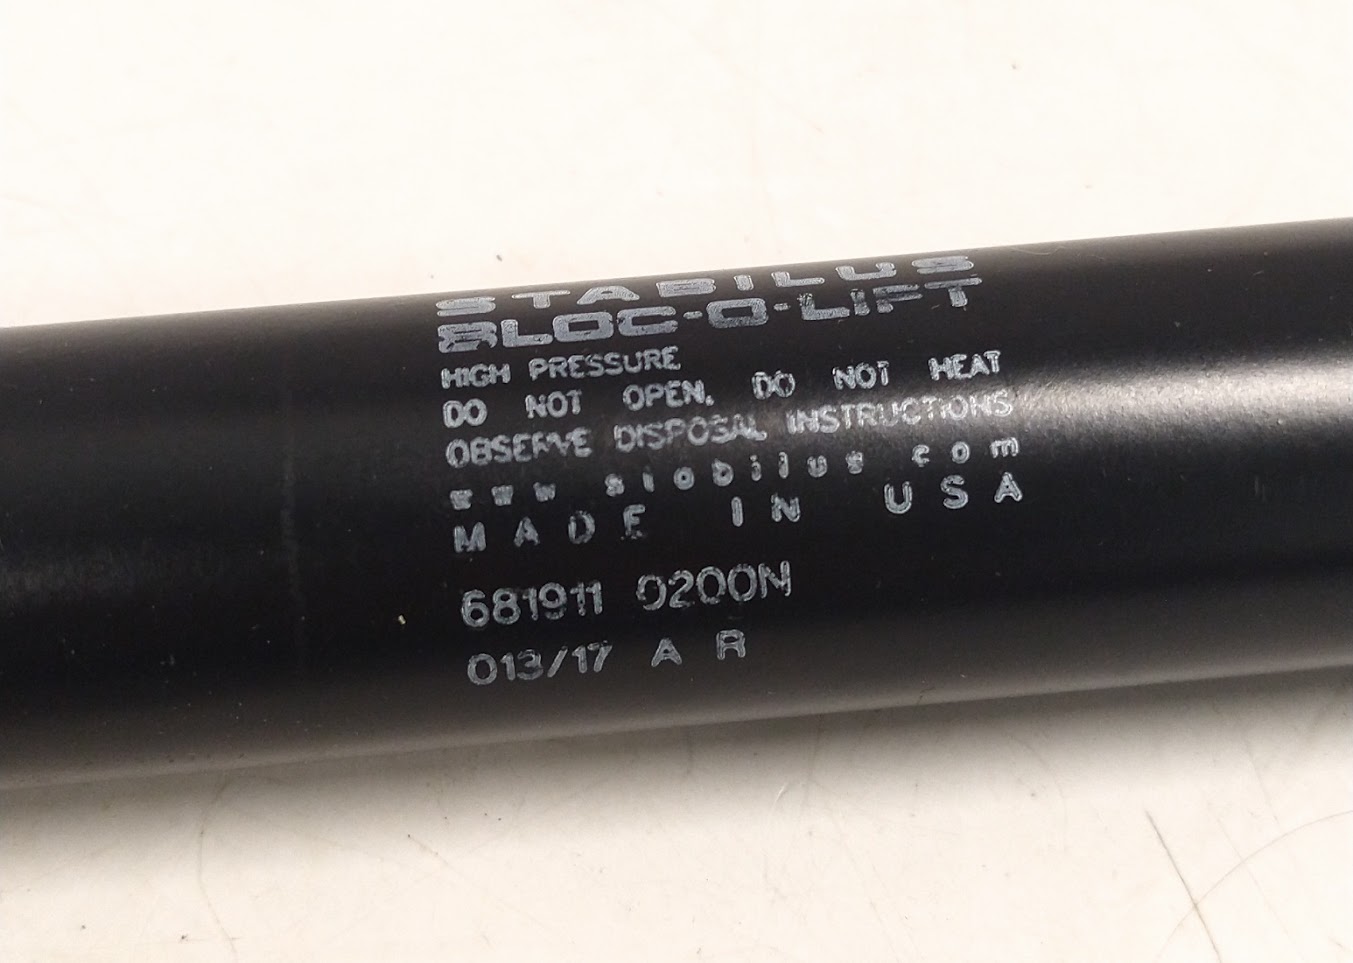 STABILUS
BLOC-O-LIFT
HIGH PRESSURE
DO NOT OPEN. DO NOT HEAT
OBSERVE DISPOSAL INSTRUCTIONS
www stabilus com
MADE IN USA
681911 0200N
013/17 A R